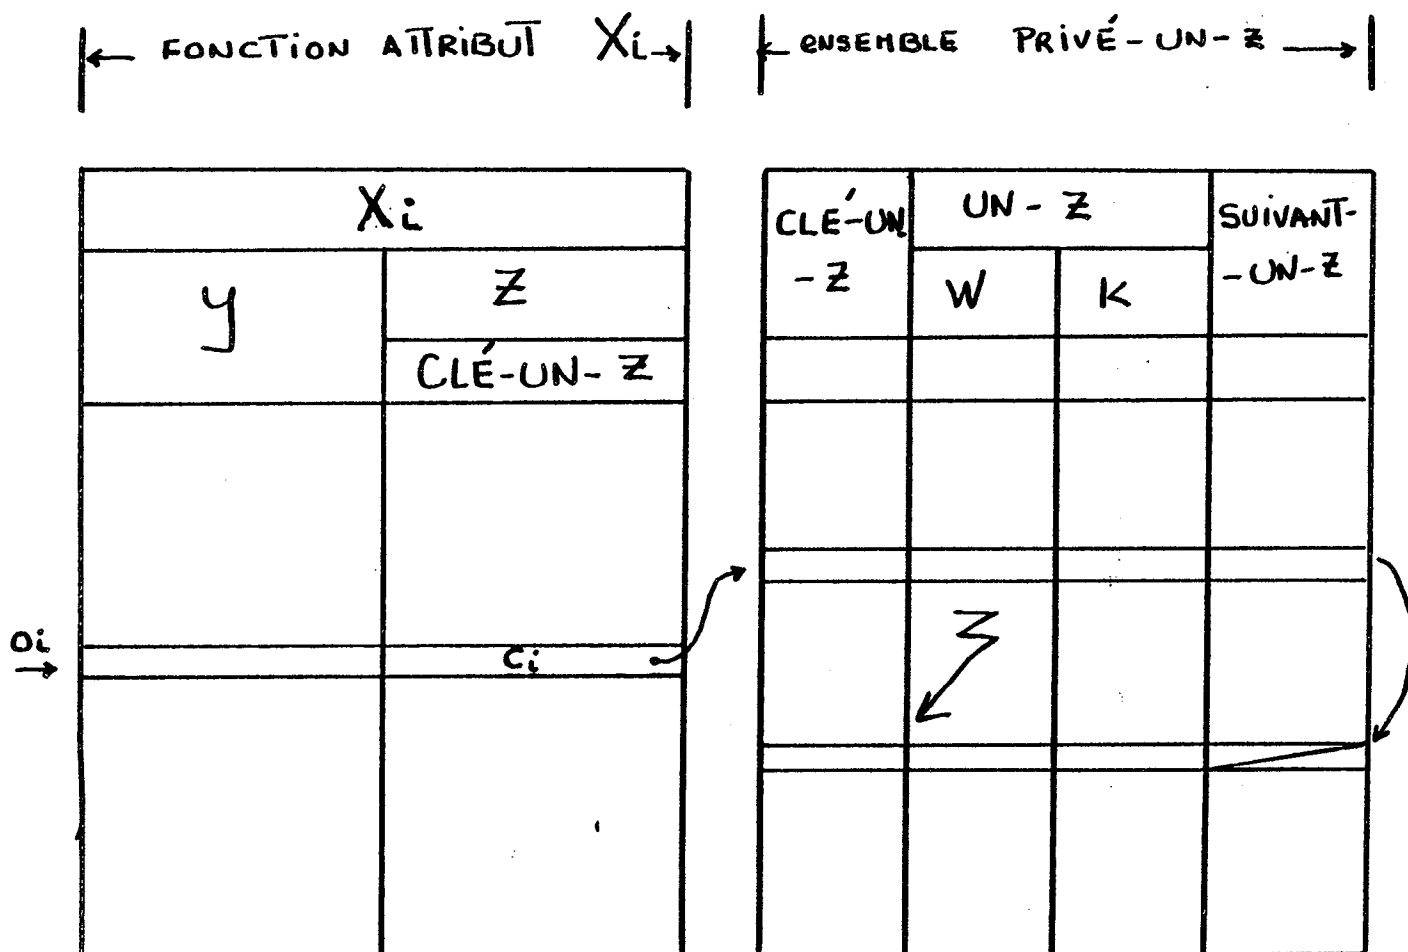 FONCTION ATTRIBUT Xi
ENSEMBLE PRIVÉ-UN-Z
Xi
y
Z
CLÉ-UN-Z
CLÉ-UN
-Z
UN-Z
W
K
SUIVANT-
-UN-Z
oi
ci